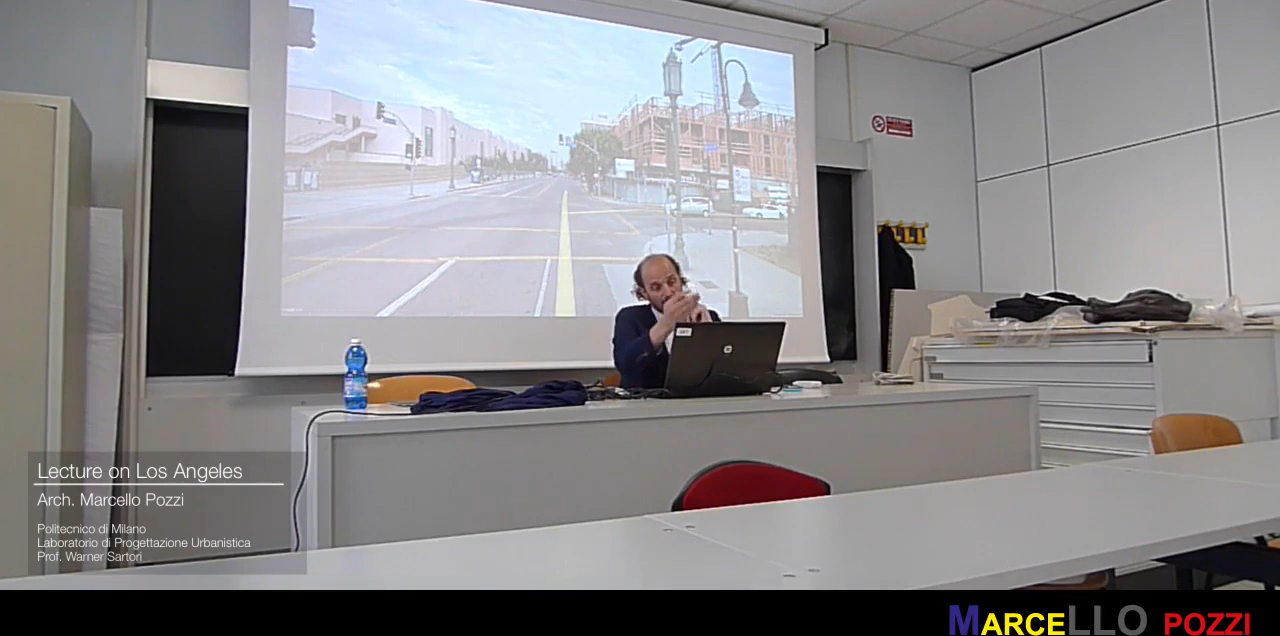 Lecture on Los Angeles
Arch. Marcello Pozzi
Politecnico di Milano
Laboratorio di Progettazione Urbanistica
Prof. Warner Sartori
MARCELLO POZZI